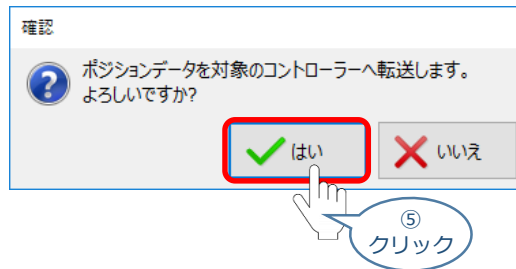 確認
ポジションデータを対象のコントローラーへ転送します。
よろしいですか?
はい
いいえ
⑤
クリック